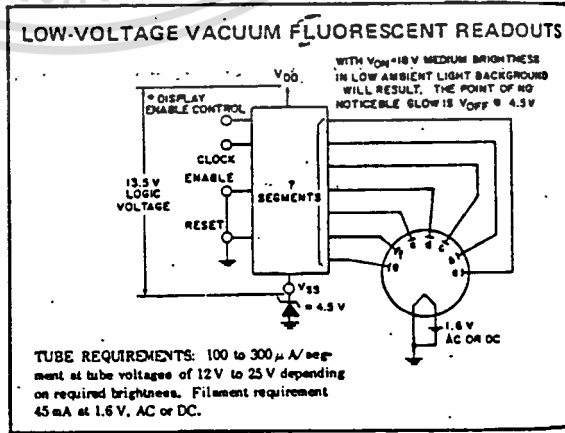 LOW-VOLTAGE VACUUM FLUORESCENT READOUTS
WITH VON=18 V MEDIUM BRIGHTNESS
IN LOW AMBIENT LIGHT BACKGROUND
WILL RESULT. THE POINT OF NO
NOTICEABLE GLOW IS VOFF = 4.5 V
VDD
* DISPLAY
ENABLE CONTROL
CLOCK
ENABLE
13.5 V
LOGIC
VOLTAGE
7
SEGMENTS
RESET
g f e d c b a
VSS
= 4.5 V
1.6 V
AC OR DC
TUBE REQUIREMENTS: 100 to 300 μ A/seg-
ment at tube voltages of 12 V to 25 V depending
on required brightness. Filament requirement
45 mA at 1.6 V, AC or DC.